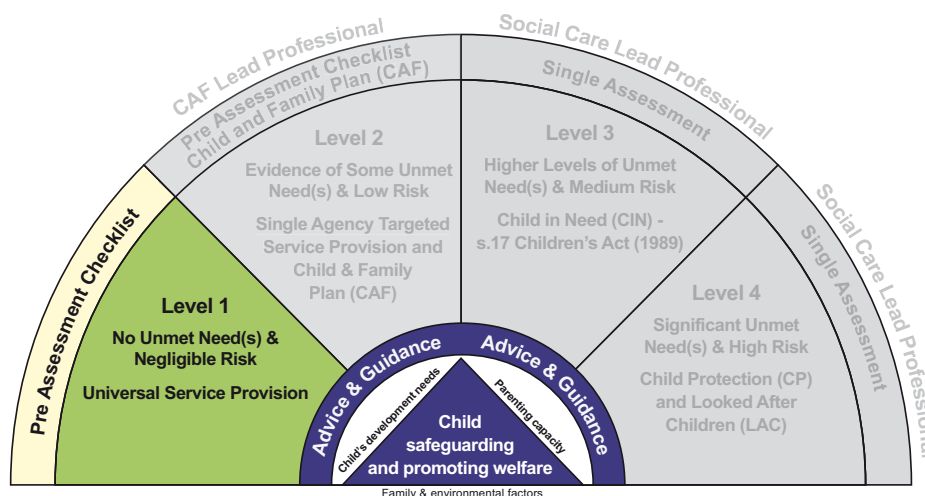 CAF Lead Professional
Pre Assessment Checklist
Child and Family Plan (CAF)
Social Care Lead Professional
Single Assessment
Social Care Lead Professional
Single Assessment
Pre Assessment Checklist
Level 1
No Unmet Need(s) &
Negligible Risk
Universal Service Provision
Level 2
Evidence of Some Unmet
Need(s) & Low Risk
Single Agency Targeted
Service Provision and
Child & Family
Plan (CAF)
Level 3
Higher Levels of Unmet
Need(s) & Medium Risk
Child in Need (CIN) -
s.17 Children's Act (1989)
Level 4
Significant Unmet
Need(s) & High Risk
Child Protection (CP)
and Looked After
Children (LAC)
Advice & Guidance
Advice & Guidance
Child's development needs
Parenting capacity
Child
safeguarding
and promoting welfare
Family & environmental factors